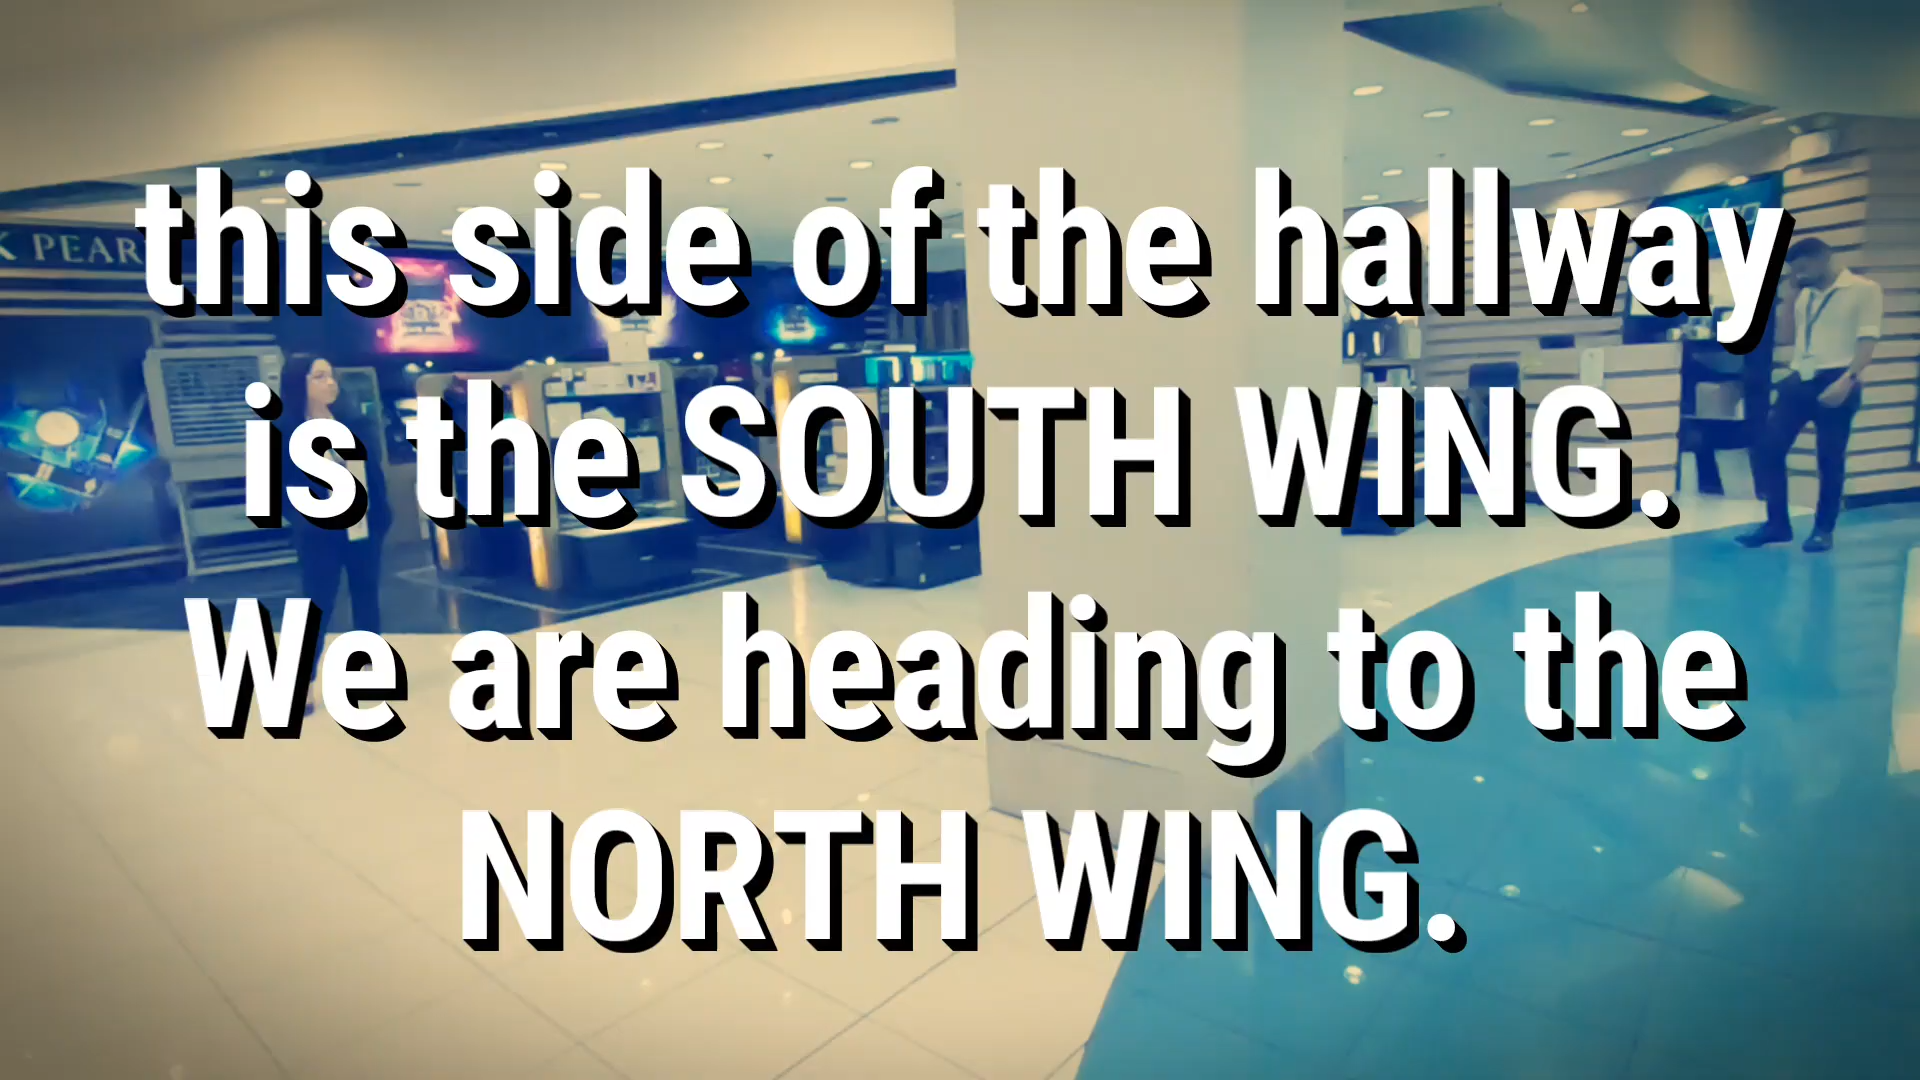 this side of the hallway
is the SOUTH WING.
We are heading to the
NORTH WING.
K PEAR